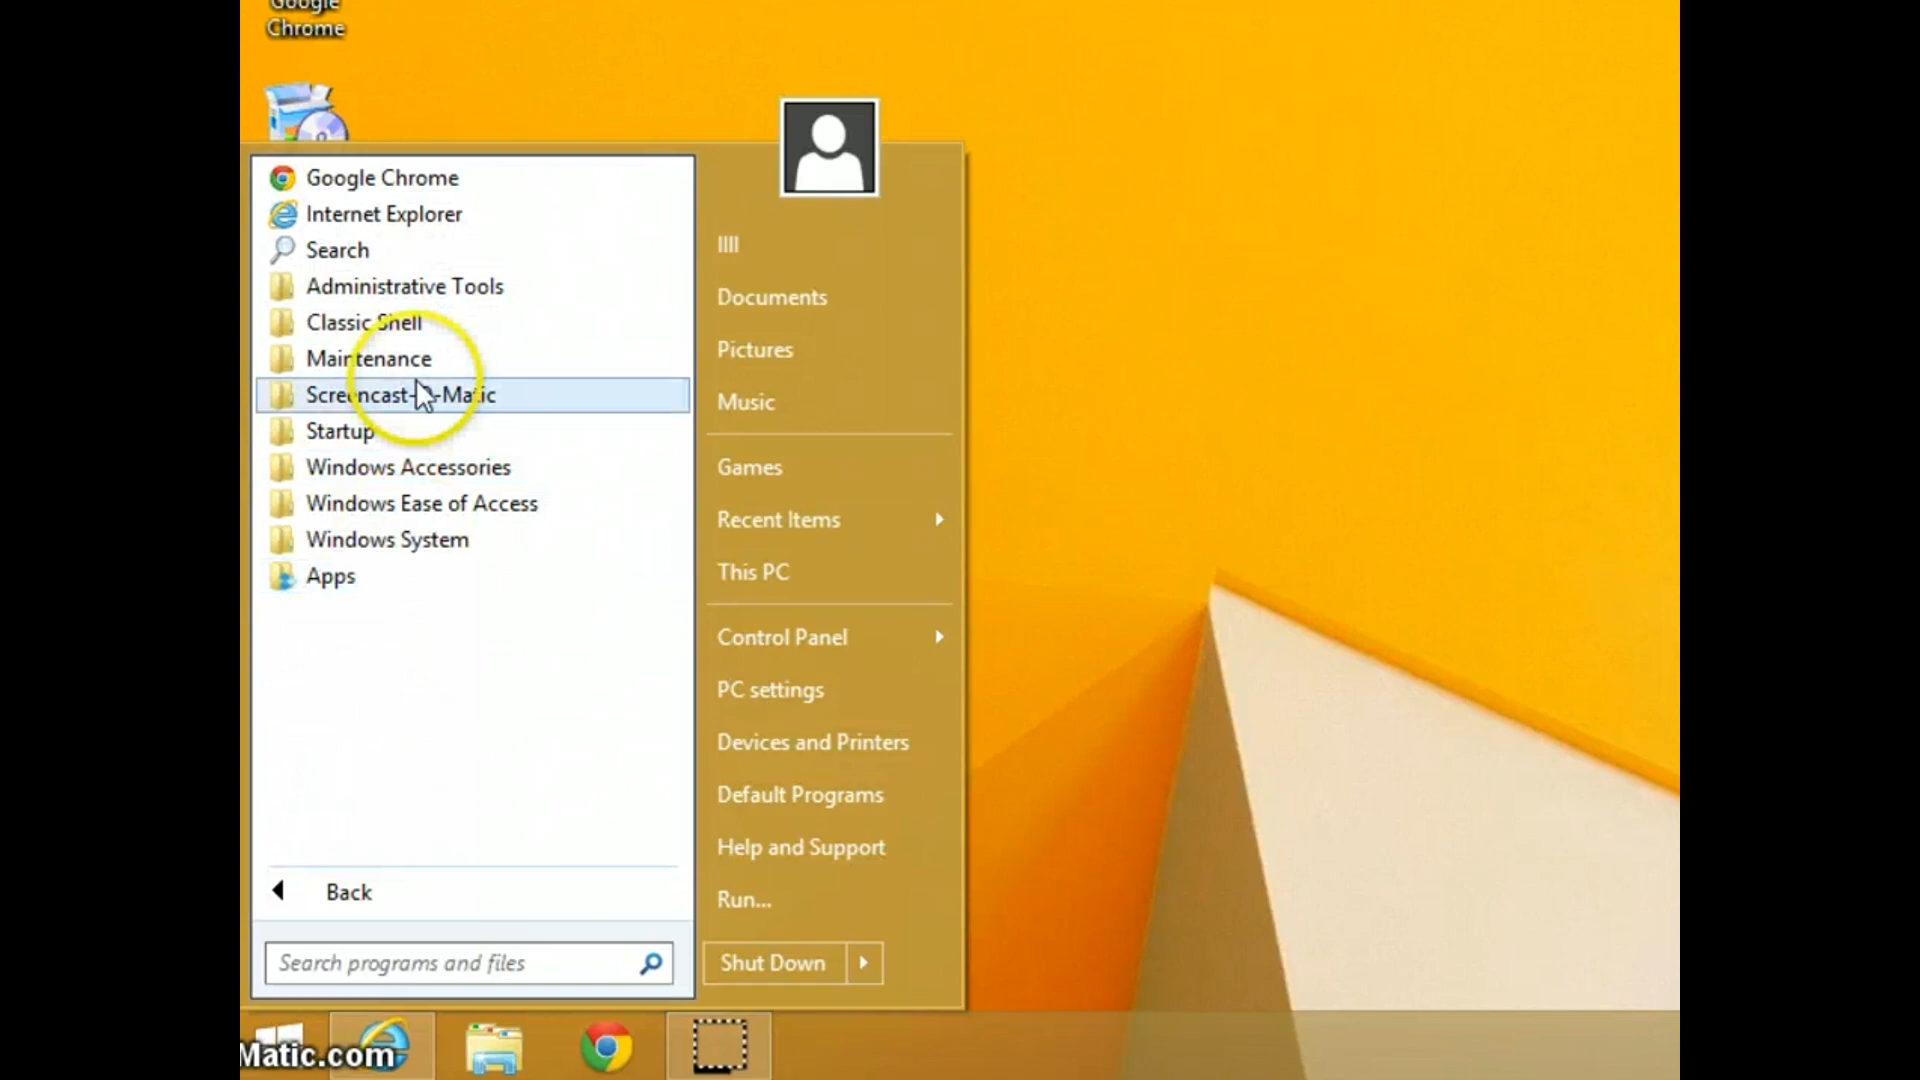 Google
Chrome
Google Chrome
Internet Explorer
Search
Administrative Tools
Classic Shell
Maintenance
Screencast-O-Matic
Startup
Windows Accessories
Windows Ease of Access
Windows System
Apps
Back
Search programs and files
llll
Documents
Pictures
Music
Games
Recent Items
This PC
Control Panel
PC settings
Devices and Printers
Default Programs
Help and Support
Run...
Shut Down
Matic.com